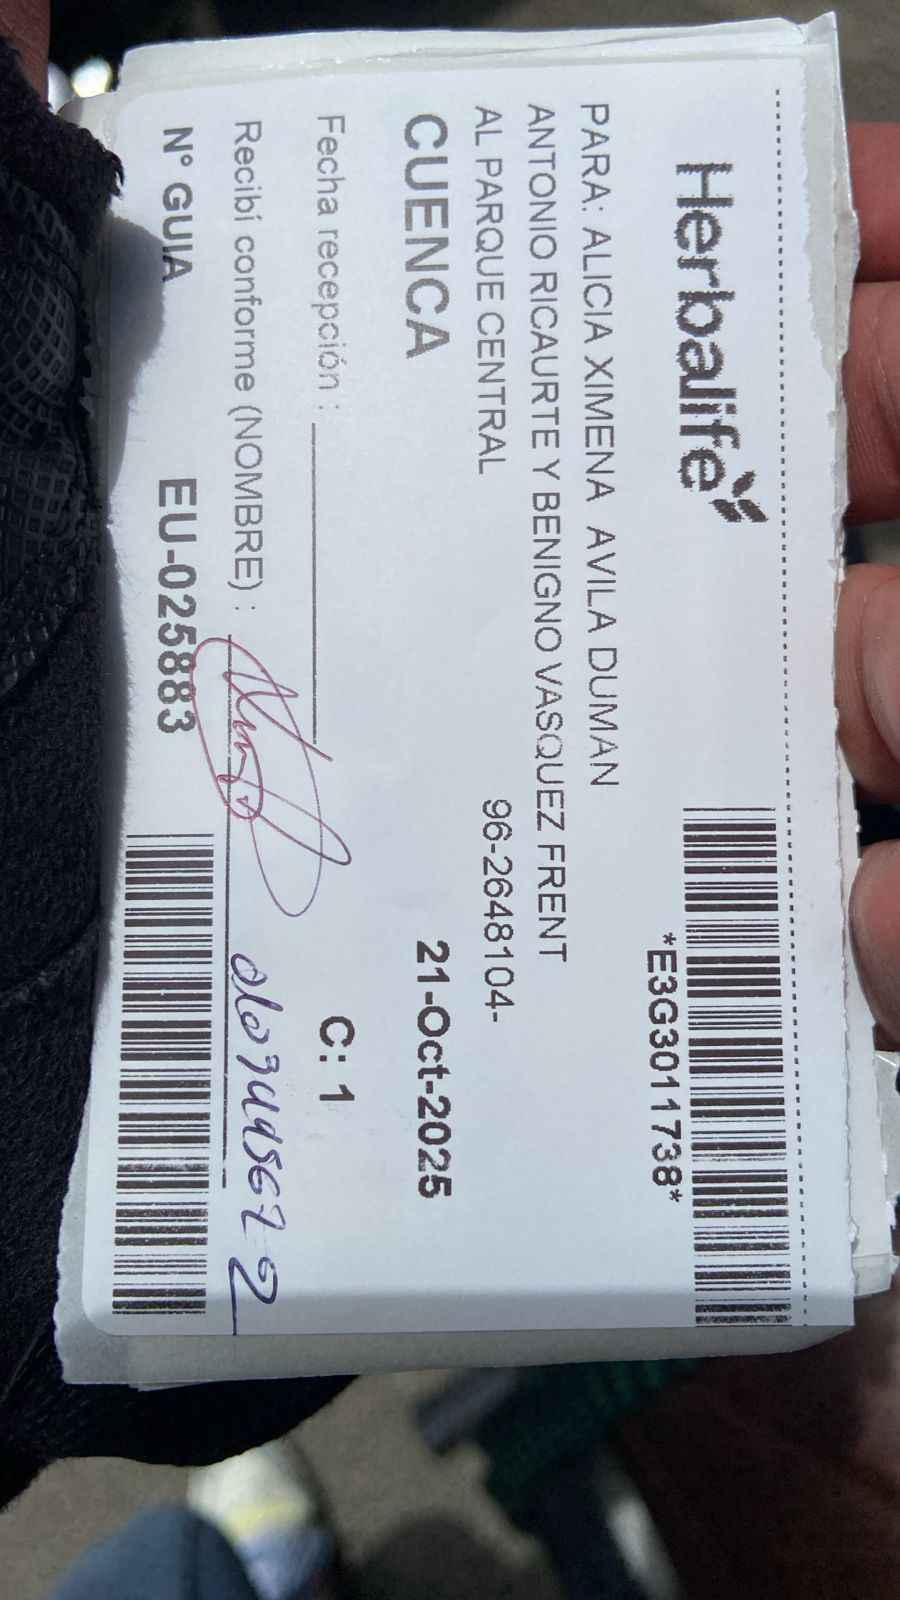 Herbalife
*E3G3011738*
PARA: ALICIA XIMENA AVILA DUMAN
ANTONIO RICAURTE Y BENIGNO VASQUEZ FRENT
AL PARQUE CENTRAL 96-2648104-
CUENCA 21-Oct-2025
Fecha recepción : C: 1
Recibí conforme (NOMBRE) :
N° GUIA EU-025883